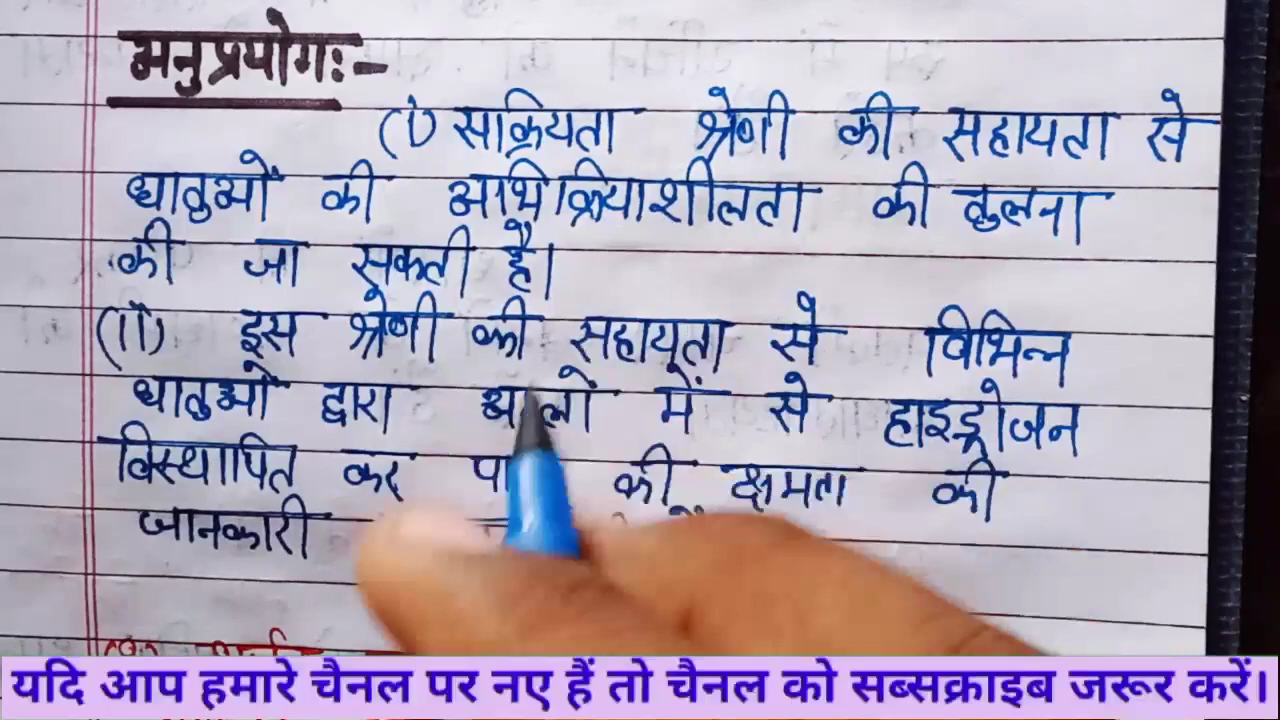 अनुप्रयोगः-
(i) सक्रियता श्रेणी की सहायता से
धातुओं की अभिक्रियाशीलता की तुलना
की जा सकती है।
(ii) इस श्रेणी की सहायता से विभिन्न
धातुओं द्वारा में से हाइड्रोजन
विस्थापित कर की क्षमता की
जानकारी
यदि आप हमारे चैनल पर नए हैं तो चैनल को सब्सक्राइब जरूर करें।